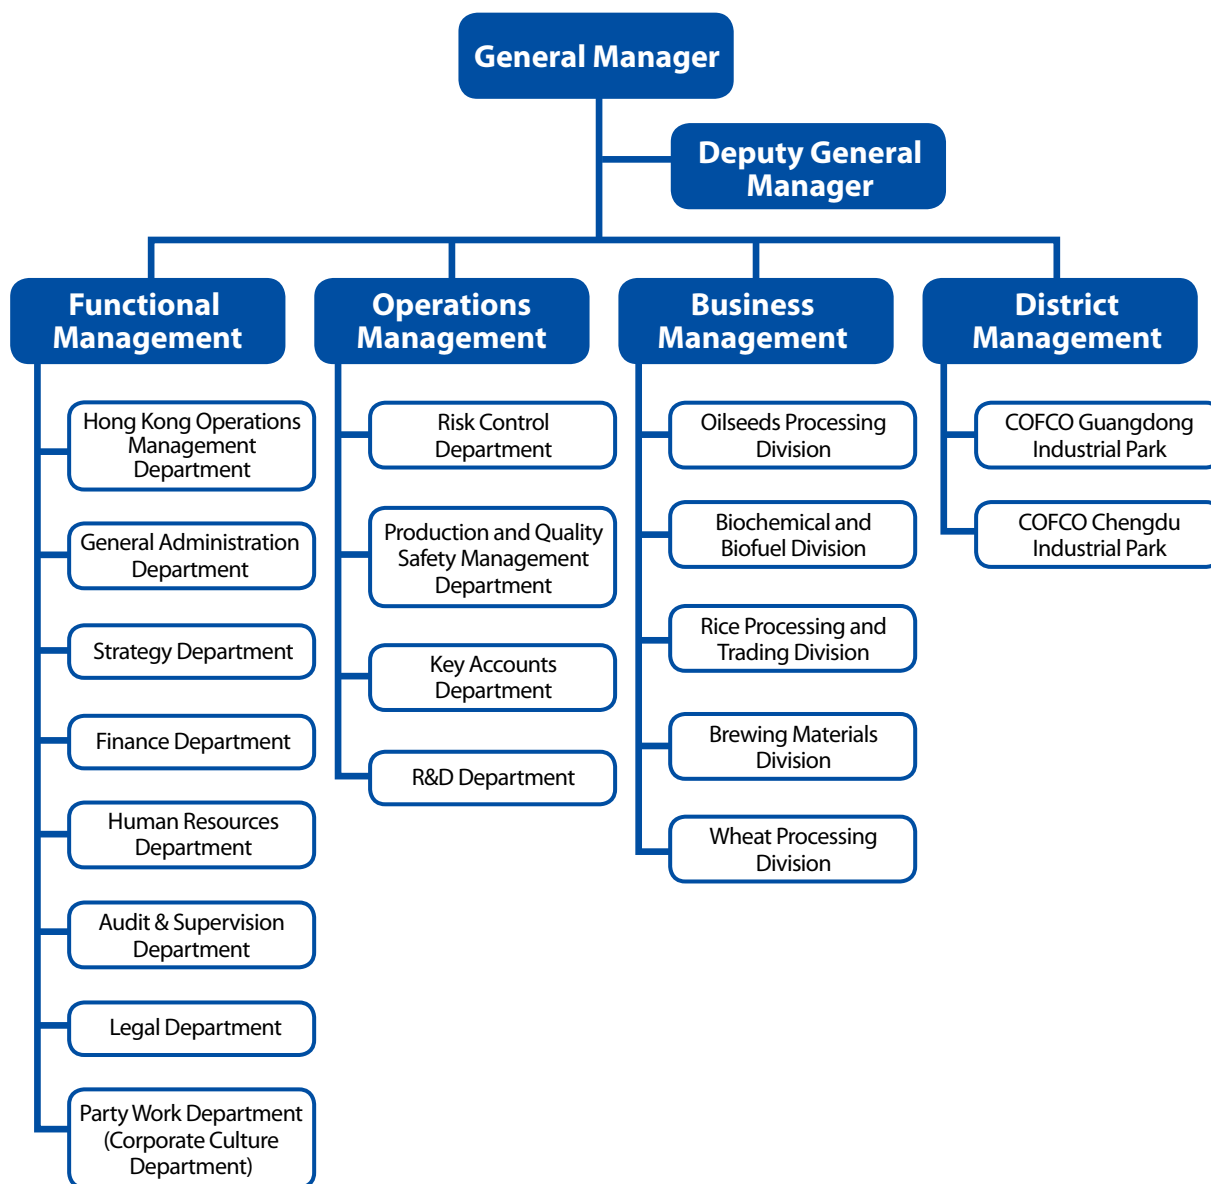 General Manager
Deputy General
Manager
Functional
Management
Hong Kong Operations
Management
Department
General Administration
Department
Strategy Department
Finance Department
Human Resources
Department
Audit & Supervision
Department
Legal Department
Party Work Department
(Corporate Culture
Department)
Operations
Management
Risk Control
Department
Production and Quality
Safety Management
Department
Key Accounts
Department
R&D Department
Business
Management
Oilseeds Processing
Division
Biochemical and
Biofuel Division
Rice Processing and
Trading Division
Brewing Materials
Division
Wheat Processing
Division
District
Management
COFCO Guangdong
Industrial Park
COFCO Chengdu
Industrial Park